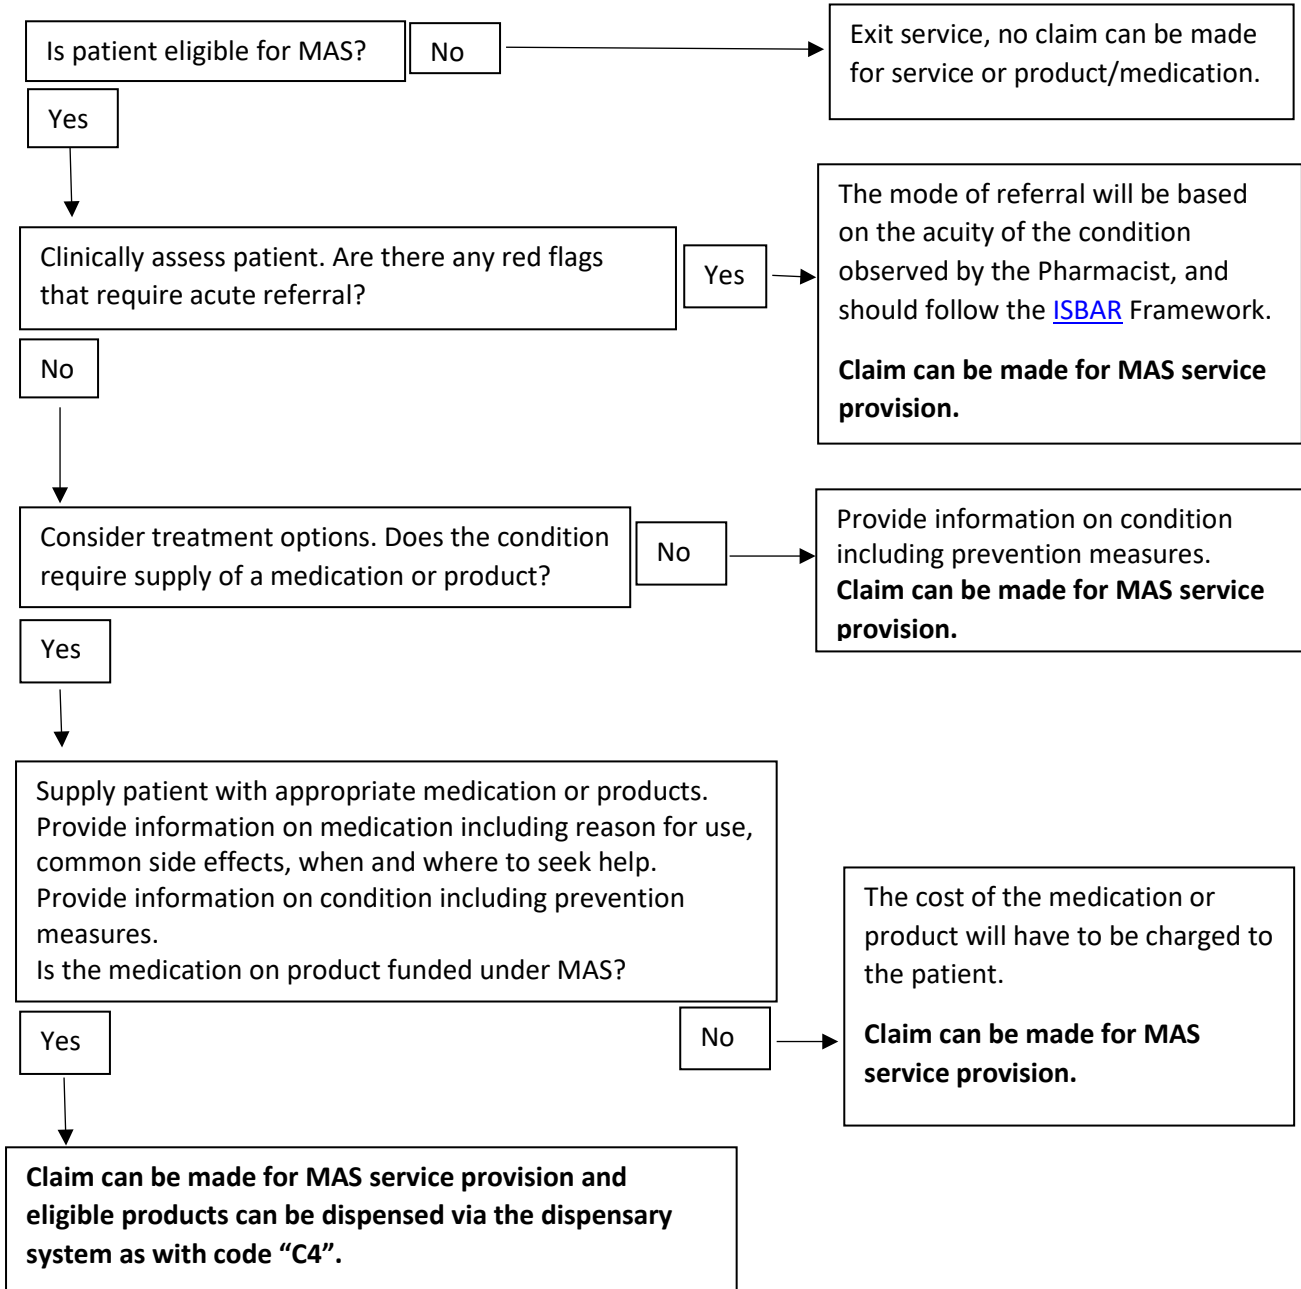 Is patient eligible for MAS?
No
Exit service, no claim can be made
for service or product/medication.
Yes
Clinically assess patient. Are there any red flags
that require acute referral?
Yes
The mode of referral will be based
on the acuity of the condition
observed by the Pharmacist, and
should follow the ISBAR Framework.
Claim can be made for MAS service
provision.
No
Consider treatment options. Does the condition
require supply of a medication or product?
No
Provide information on condition
including prevention measures.
Claim can be made for MAS service
provision.
Yes
Supply patient with appropriate medication or products.
Provide information on medication including reason for use,
common side effects, when and where to seek help.
Provide information on condition including prevention
measures.
Is the medication on product funded under MAS?
No
The cost of the medication or
product will have to be charged to
the patient.
Claim can be made for MAS
service provision.
Yes
Claim can be made for MAS service provision and
eligible products can be dispensed via the dispensary
system as with code “C4”.